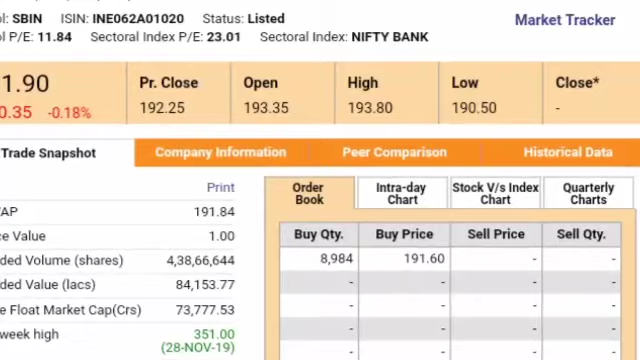 SBIN ISIN: INE062A01020 Status: Listed
Market Tracker
P/E: 11.84 Sectoral Index P/E: 23.01 Sectoral Index: NIFTY BANK
1.90
0.35 -0.18%
Pr. Close Open High Low Close*
192.25 193.35 193.80 190.50 -
Trade Snapshot Company Information Peer Comparison Historical Data
Print
Order Book Intra-day Chart Stock V/s Index Chart Quarterly Charts
AP 191.84
e Value 1.00
ded Volume (shares) 4,38,66,644
ded Value (lacs) 84,153.77
e Float Market Cap(Crs) 73,777.53
week high 351.00
(28-NOV-19)
Buy Qty. Buy Price Sell Price Sell Qty.
8,984 191.60 - -
- - - -
- - - -
- - - -
- - - -